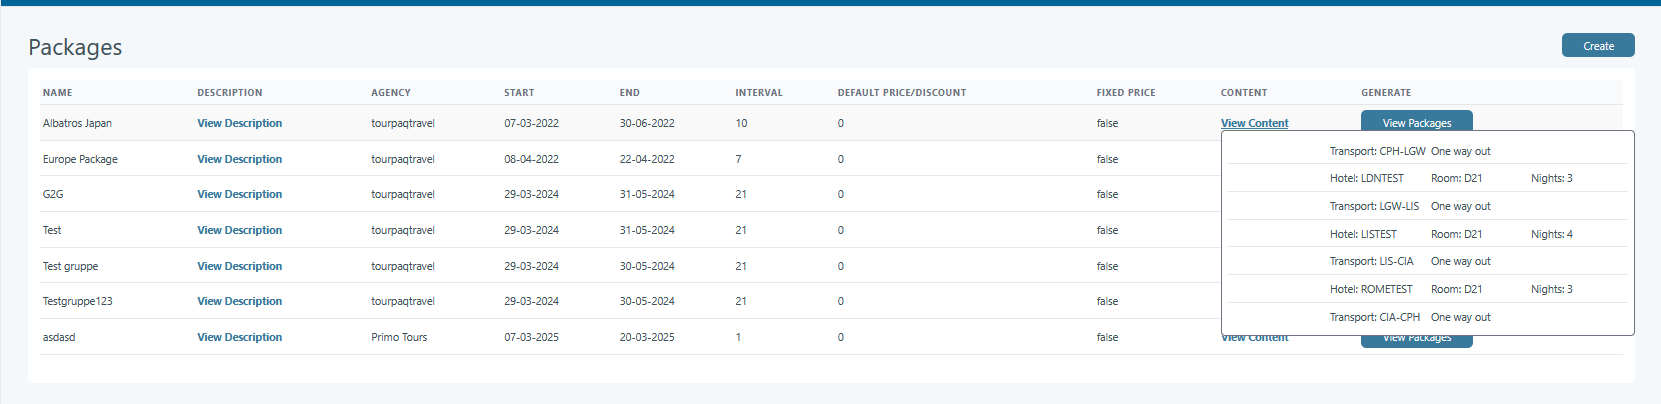 Packages
Create
NAME DESCRIPTION AGENCY START END INTERVAL DEFAULT PRICE/DISCOUNT FIXED PRICE CONTENT GENERATE
Albatros Japan View Description tourpaqtravel 07-03-2022 30-06-2022 10 0 false View Content View Packages
Transport: CPH-LGW One way out
Europe Package View Description tourpaqtravel 08-04-2022 22-04-2022 7 0 false
Hotel: LDNTEST Room: D21 Nights: 3
G2G View Description tourpaqtravel 29-03-2024 31-05-2024 21 0 false
Transport: LGW-LIS One way out
Test View Description tourpaqtravel 29-03-2024 31-05-2024 21 0 false
Hotel: LISTEST Room: D21 Nights: 4
Test gruppe View Description tourpaqtravel 29-03-2024 30-05-2024 21 0 false
Transport: LIS-CIA One way out
Hotel: ROMETEST Room: D21 Nights: 3
Testgruppe123 View Description tourpaqtravel 29-03-2024 30-05-2024 21 0 false
Transport: CIA-CPH One way out
asdasd View Description Primo Tours 07-03-2025 20-03-2025 1 0 false View Content View Packages